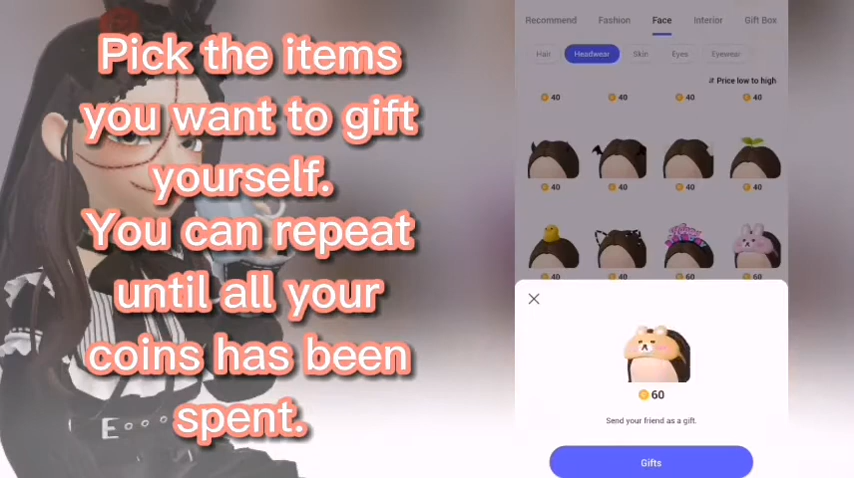 Pick the items
you want to gift
yourself.
You can repeat
until all your
coins has been
spent.
Recommend Fashion Face Interior Gift Box
Hair Headwear Skin Eyes Eyewear
Price low to high
40 40 40 40
40 40 40 40
40 40 60 60
60
Send your friend as a gift.
Gifts